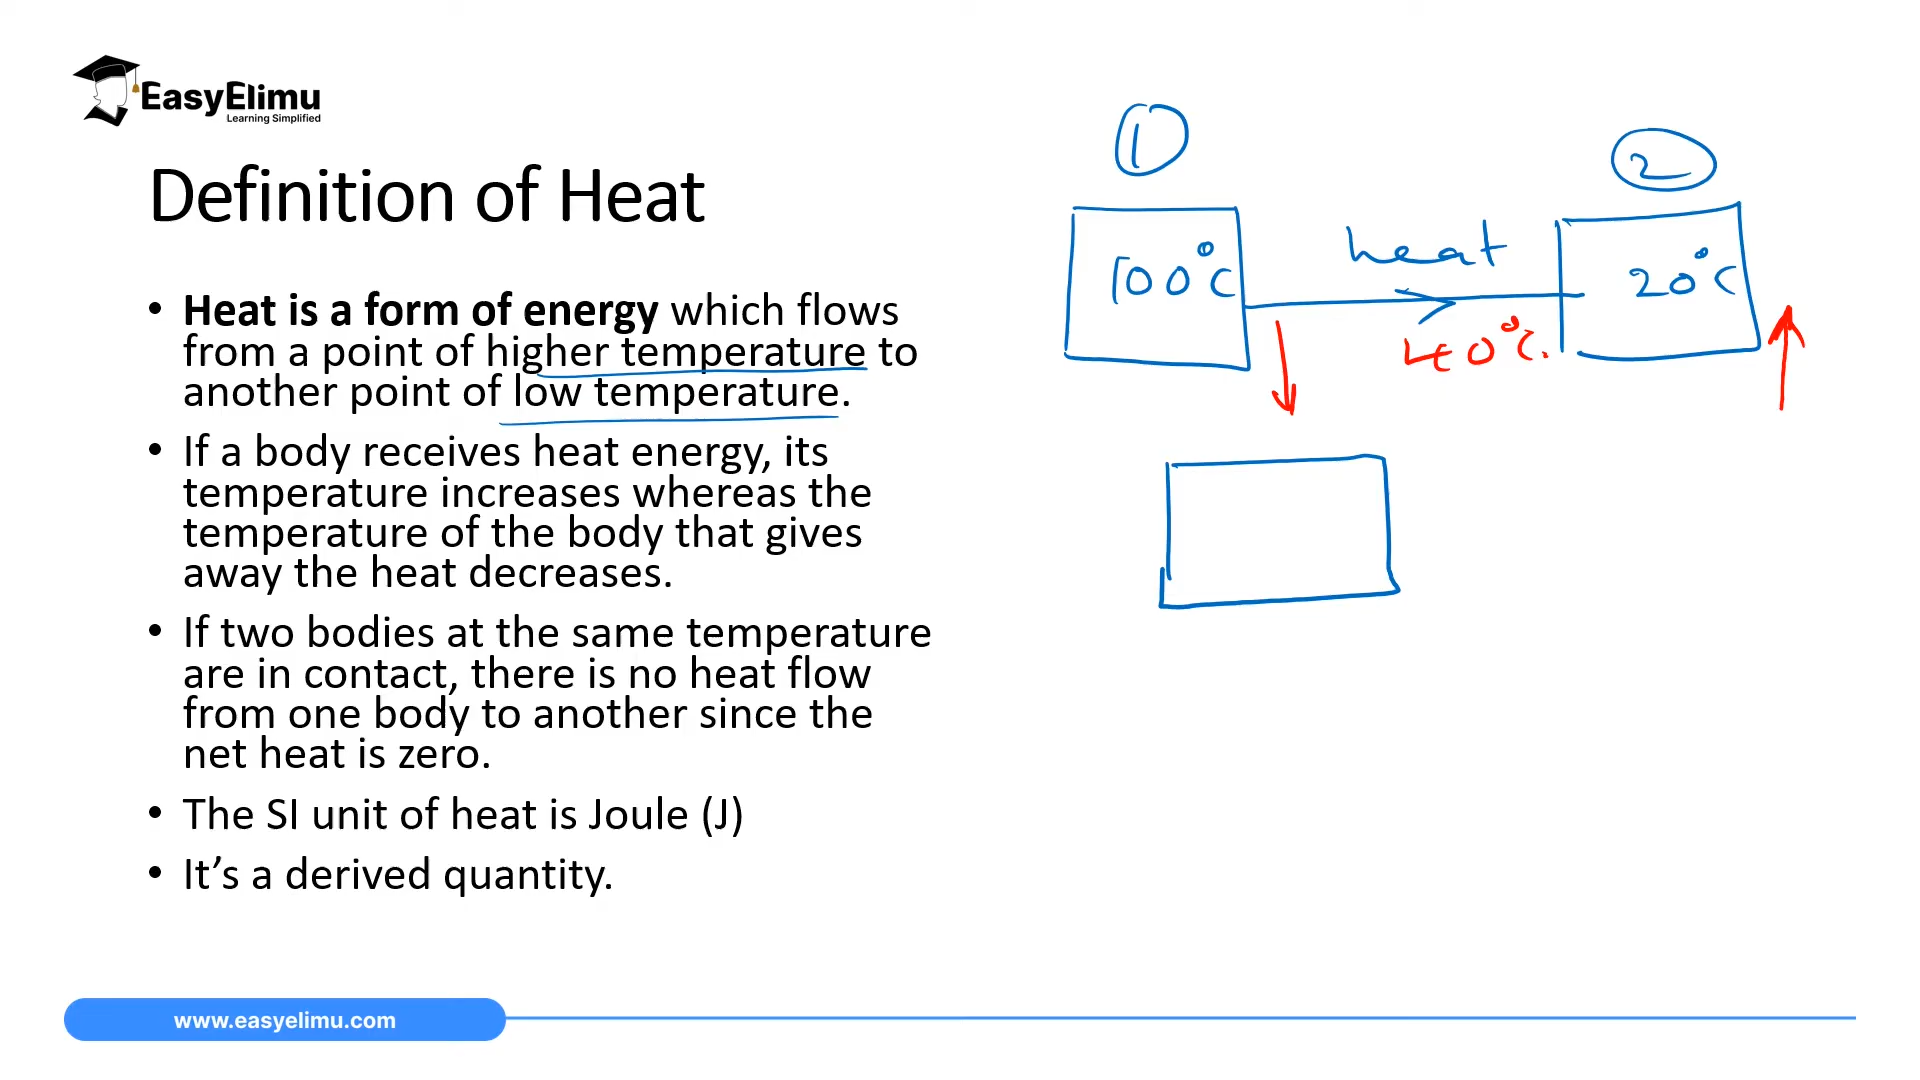 EasyElimu
Learning Simplified
Definition of Heat
• Heat is a form of energy which flows
from a point of higher temperature to
another point of low temperature.
• If a body receives heat energy, its
temperature increases whereas the
temperature of the body that gives
away the heat decreases.
• If two bodies at the same temperature
are in contact, there is no heat flow
from one body to another since the
net heat is zero.
• The SI unit of heat is Joule (J)
• It’s a derived quantity.
1
2
100°C
heat
20°C
40°C.
www.easyelimu.com